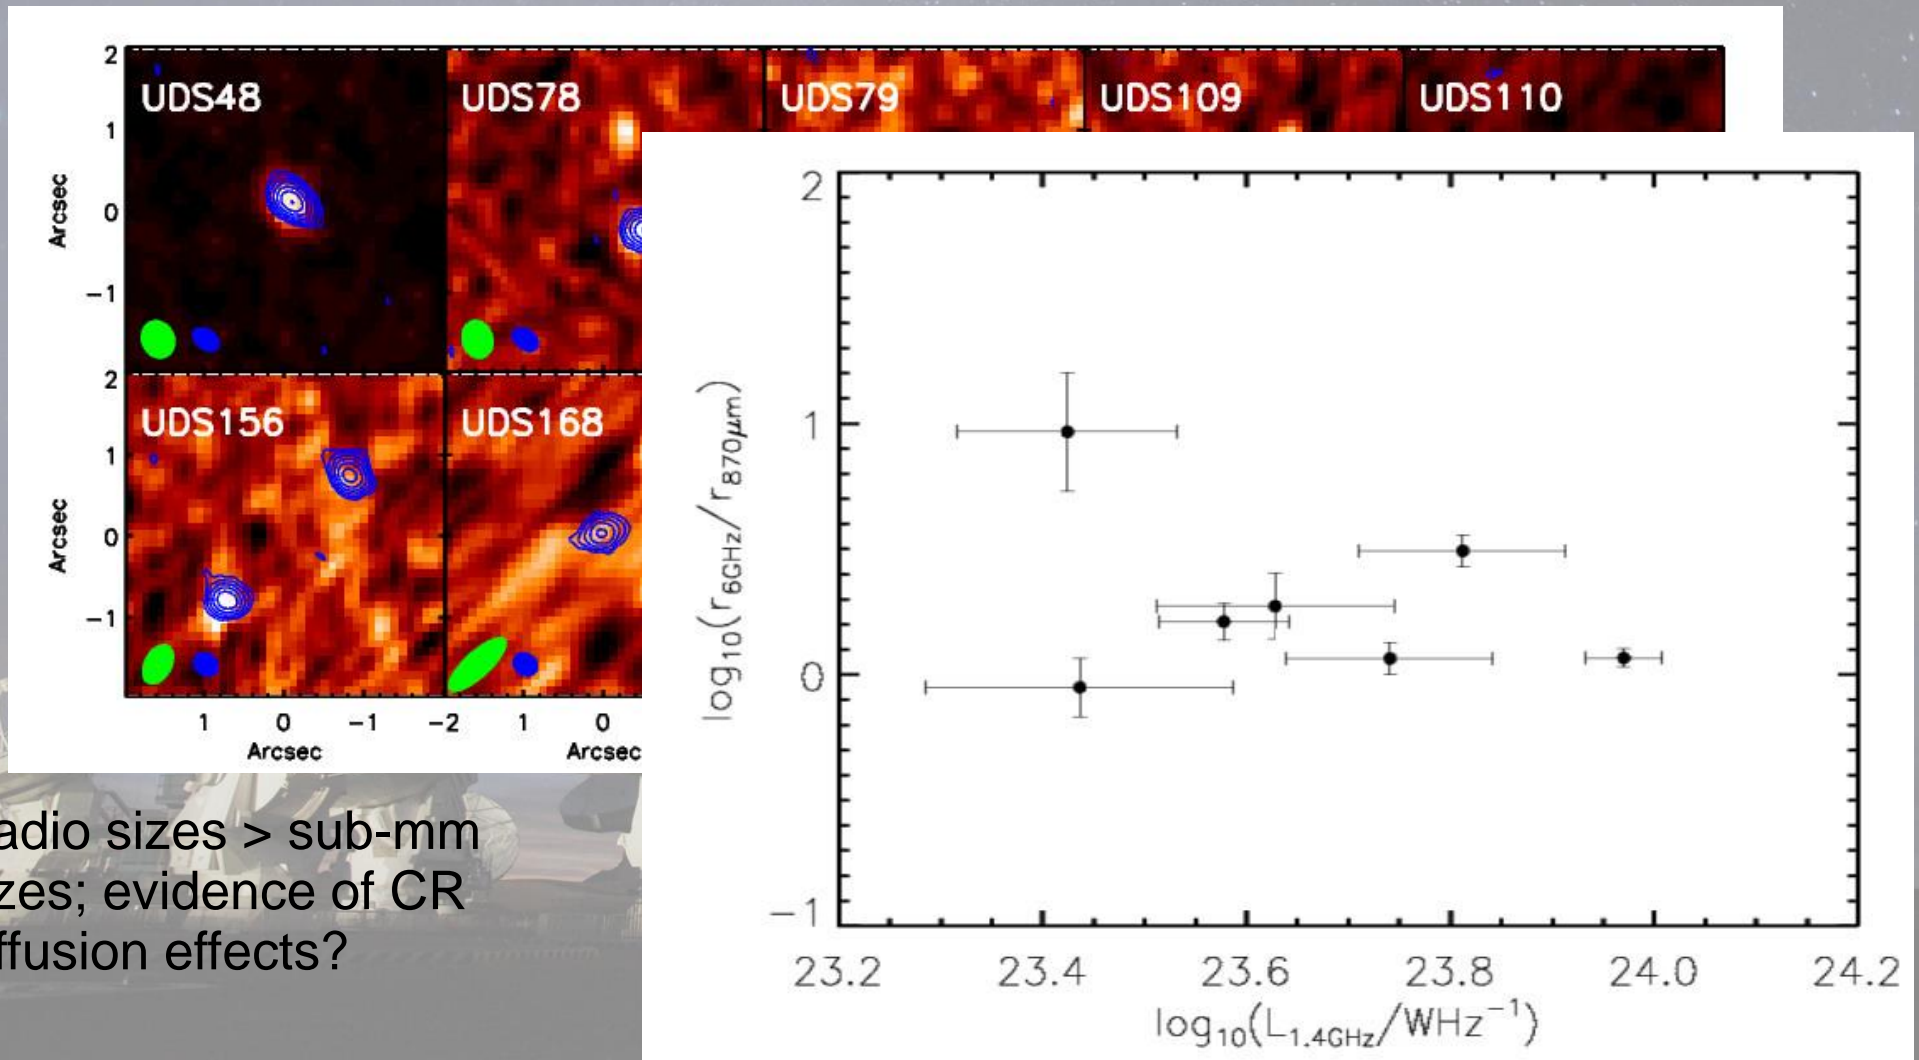 2
UDS48
UDS78
UDS79
UDS109
UDS110
1
Arcsec
0
−1
2
UDS156
UDS168
1
Arcsec
0
−1
1 0 −1 −2 1 0
Arcsec
Arcsec
2
1
log10(r6GHz/r870μm)
0
−1
23.2 23.4 23.6 23.8 24.0 24.2
log10(L1.4GHz/WHz−1)
adio sizes > sub-mm
zes; evidence of CR
ffusion effects?